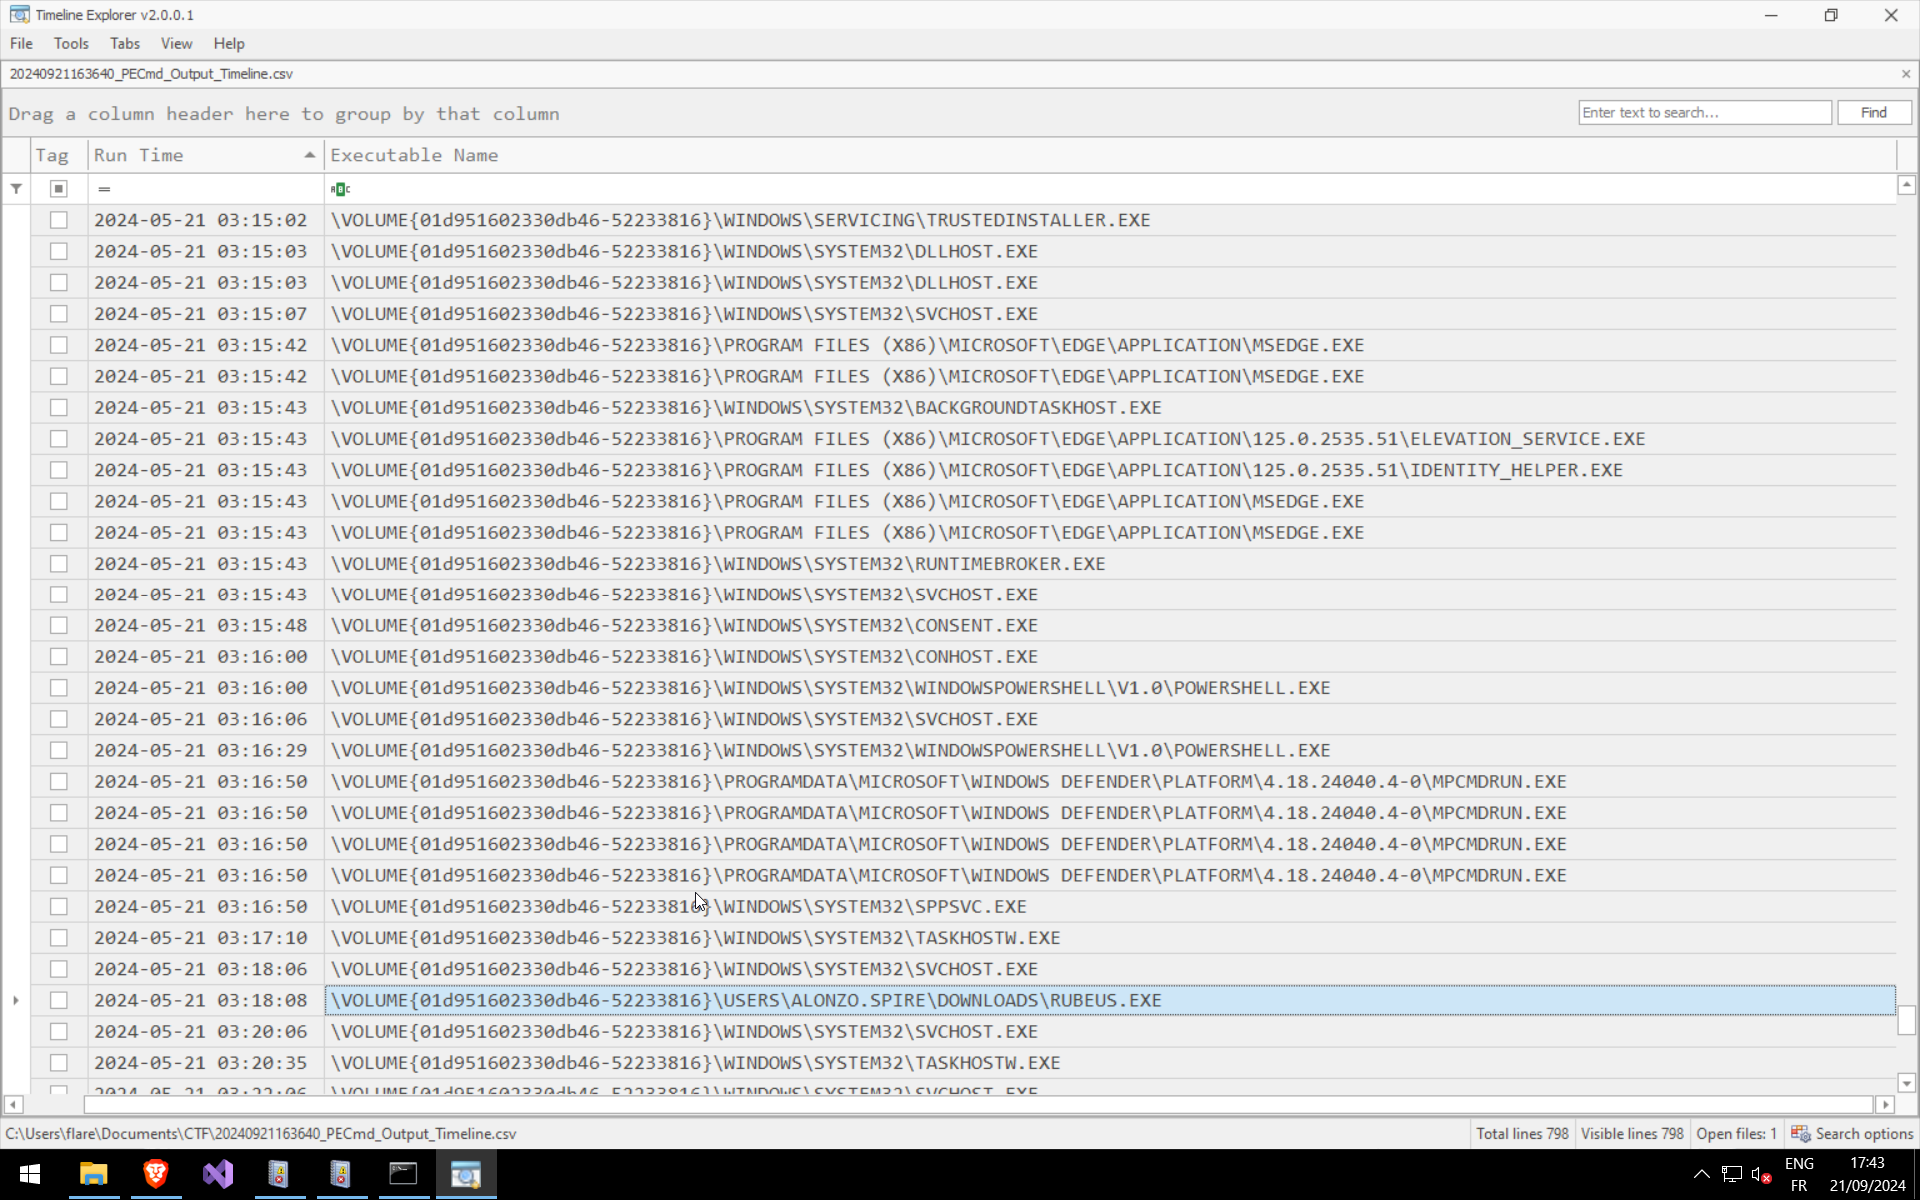 Timeline Explorer v2.0.0.1
File Tools Tabs View Help
20240921163640_PECmd_Output_Timeline.csv
Drag a column header here to group by that column
Enter text to search... Find
Tag Run Time Executable Name
=
2024-05-21 03:15:02 \VOLUME{01d951602330db46-52233816}\WINDOWS\SERVICING\TRUSTEDINSTALLER.EXE
2024-05-21 03:15:03 \VOLUME{01d951602330db46-52233816}\WINDOWS\SYSTEM32\DLLHOST.EXE
2024-05-21 03:15:03 \VOLUME{01d951602330db46-52233816}\WINDOWS\SYSTEM32\DLLHOST.EXE
2024-05-21 03:15:07 \VOLUME{01d951602330db46-52233816}\WINDOWS\SYSTEM32\SVCHOST.EXE
2024-05-21 03:15:42 \VOLUME{01d951602330db46-52233816}\PROGRAM FILES (X86)\MICROSOFT\EDGE\APPLICATION\MSEDGE.EXE
2024-05-21 03:15:42 \VOLUME{01d951602330db46-52233816}\PROGRAM FILES (X86)\MICROSOFT\EDGE\APPLICATION\MSEDGE.EXE
2024-05-21 03:15:43 \VOLUME{01d951602330db46-52233816}\WINDOWS\SYSTEM32\BACKGROUNDTASKHOST.EXE
2024-05-21 03:15:43 \VOLUME{01d951602330db46-52233816}\PROGRAM FILES (X86)\MICROSOFT\EDGE\APPLICATION\125.0.2535.51\ELEVATION_SERVICE.EXE
2024-05-21 03:15:43 \VOLUME{01d951602330db46-52233816}\PROGRAM FILES (X86)\MICROSOFT\EDGE\APPLICATION\125.0.2535.51\IDENTITY_HELPER.EXE
2024-05-21 03:15:43 \VOLUME{01d951602330db46-52233816}\PROGRAM FILES (X86)\MICROSOFT\EDGE\APPLICATION\MSEDGE.EXE
2024-05-21 03:15:43 \VOLUME{01d951602330db46-52233816}\PROGRAM FILES (X86)\MICROSOFT\EDGE\APPLICATION\MSEDGE.EXE
2024-05-21 03:15:43 \VOLUME{01d951602330db46-52233816}\WINDOWS\SYSTEM32\RUNTIMEBROKER.EXE
2024-05-21 03:15:43 \VOLUME{01d951602330db46-52233816}\WINDOWS\SYSTEM32\SVCHOST.EXE
2024-05-21 03:15:48 \VOLUME{01d951602330db46-52233816}\WINDOWS\SYSTEM32\CONSENT.EXE
2024-05-21 03:16:00 \VOLUME{01d951602330db46-52233816}\WINDOWS\SYSTEM32\CONHOST.EXE
2024-05-21 03:16:00 \VOLUME{01d951602330db46-52233816}\WINDOWS\SYSTEM32\WINDOWSPOWERSHELL\V1.0\POWERSHELL.EXE
2024-05-21 03:16:06 \VOLUME{01d951602330db46-52233816}\WINDOWS\SYSTEM32\SVCHOST.EXE
2024-05-21 03:16:29 \VOLUME{01d951602330db46-52233816}\WINDOWS\SYSTEM32\WINDOWSPOWERSHELL\V1.0\POWERSHELL.EXE
2024-05-21 03:16:50 \VOLUME{01d951602330db46-52233816}\PROGRAMDATA\MICROSOFT\WINDOWS DEFENDER\PLATFORM\4.18.24040.4-0\MPCMDRUN.EXE
2024-05-21 03:16:50 \VOLUME{01d951602330db46-52233816}\PROGRAMDATA\MICROSOFT\WINDOWS DEFENDER\PLATFORM\4.18.24040.4-0\MPCMDRUN.EXE
2024-05-21 03:16:50 \VOLUME{01d951602330db46-52233816}\PROGRAMDATA\MICROSOFT\WINDOWS DEFENDER\PLATFORM\4.18.24040.4-0\MPCMDRUN.EXE
2024-05-21 03:16:50 \VOLUME{01d951602330db46-52233816}\PROGRAMDATA\MICROSOFT\WINDOWS DEFENDER\PLATFORM\4.18.24040.4-0\MPCMDRUN.EXE
2024-05-21 03:16:50 \VOLUME{01d951602330db46-52233816}\WINDOWS\SYSTEM32\SPPSVC.EXE
2024-05-21 03:17:10 \VOLUME{01d951602330db46-52233816}\WINDOWS\SYSTEM32\TASKHOSTW.EXE
2024-05-21 03:18:06 \VOLUME{01d951602330db46-52233816}\WINDOWS\SYSTEM32\SVCHOST.EXE
2024-05-21 03:18:08 \VOLUME{01d951602330db46-52233816}\USERS\ALONZO.SPIRE\DOWNLOADS\RUBEUS.EXE
2024-05-21 03:20:06 \VOLUME{01d951602330db46-52233816}\WINDOWS\SYSTEM32\SVCHOST.EXE
2024-05-21 03:20:35 \VOLUME{01d951602330db46-52233816}\WINDOWS\SYSTEM32\TASKHOSTW.EXE
2024-05-21 03:22:06 \VOLUME{01d951602330db46-52233816}\WINDOWS\SYSTEM32\SVCHOST.EXE
C:\Users\flare\Documents\CTF\20240921163640_PECmd_Output_Timeline.csv Total lines 798 Visible lines 798 Open files: 1 Search options
ENG 17:43
FR 21/09/2024